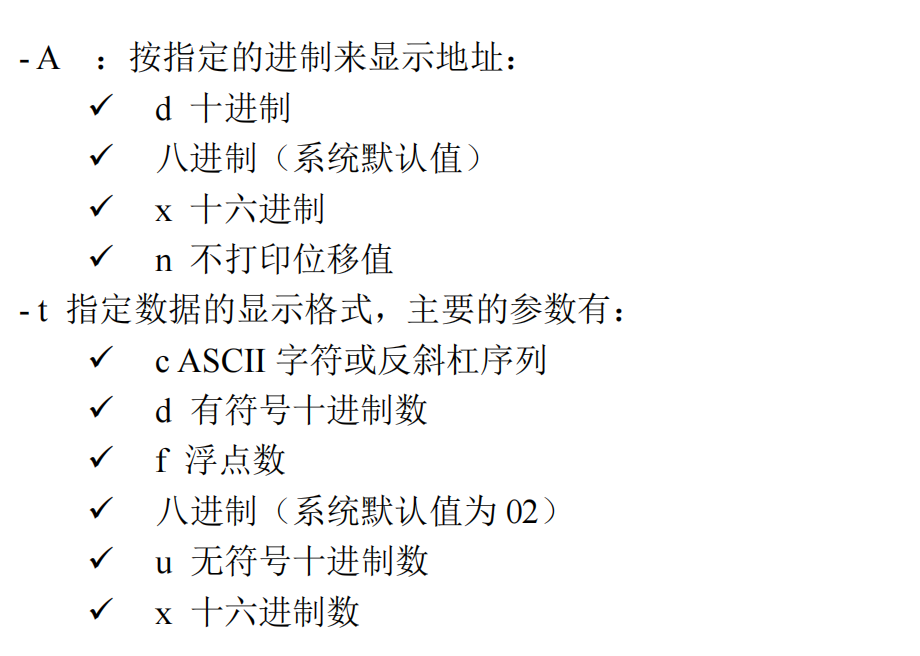 -A ：按指定的进制来显示地址：
✓ d 十进制
✓ 八进制（系统默认值）
✓ x 十六进制
✓ n 不打印位移值
-t 指定数据的显示格式，主要的参数有：
✓ c ASCII 字符或反斜杠序列
✓ d 有符号十进制数
✓ f 浮点数
✓ 八进制（系统默认值为 02）
✓ u 无符号十进制数
✓ x 十六进制数